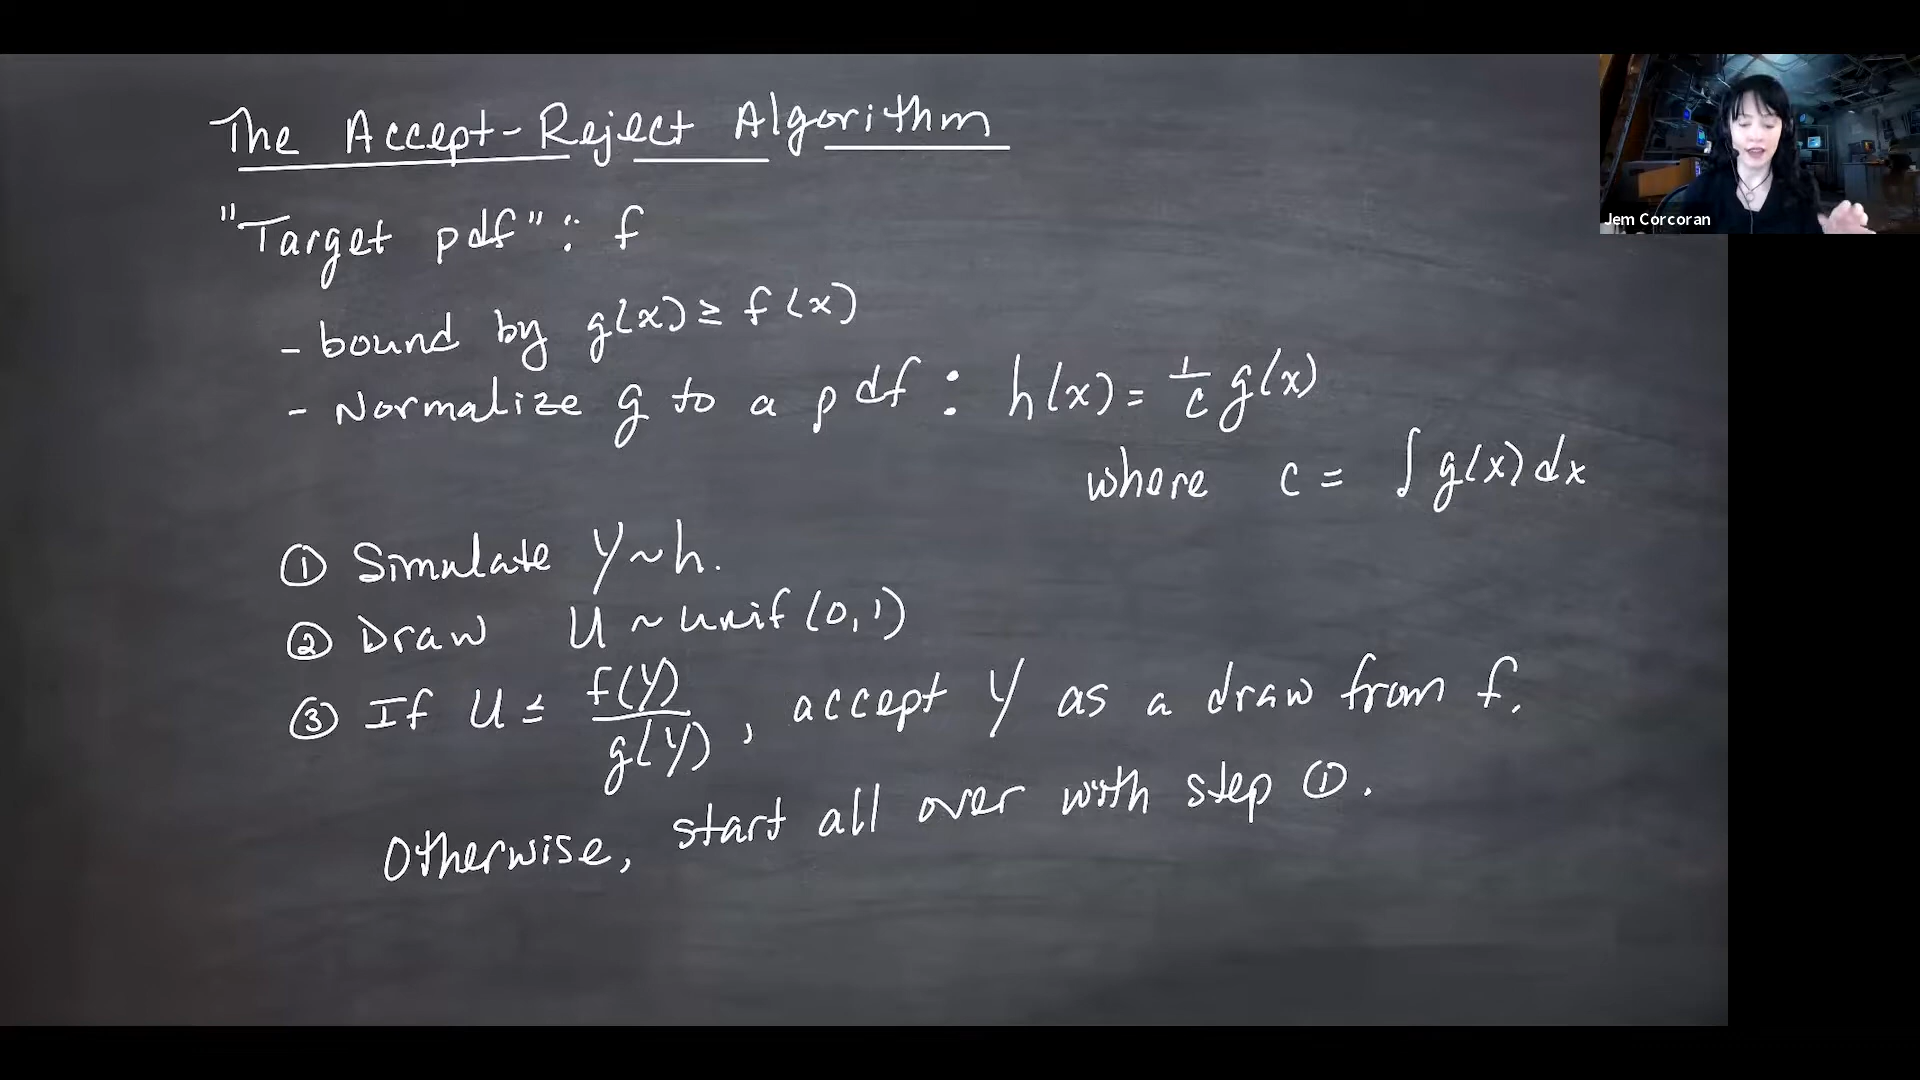 The Accept-Reject Algorithm
"Target pdf": f
- bound by g(x) ≥ f(x)
- Normalize g to a pdf: h(x) = 1/c g(x)
where c = ∫ g(x) dx
① Simulate Y ~ h.
② Draw U ~ unif (0,1)
③ If U ≤ f(Y)/g(Y), accept Y as a draw from f.
Otherwise, start all over with step ①.
Jem Corcoran